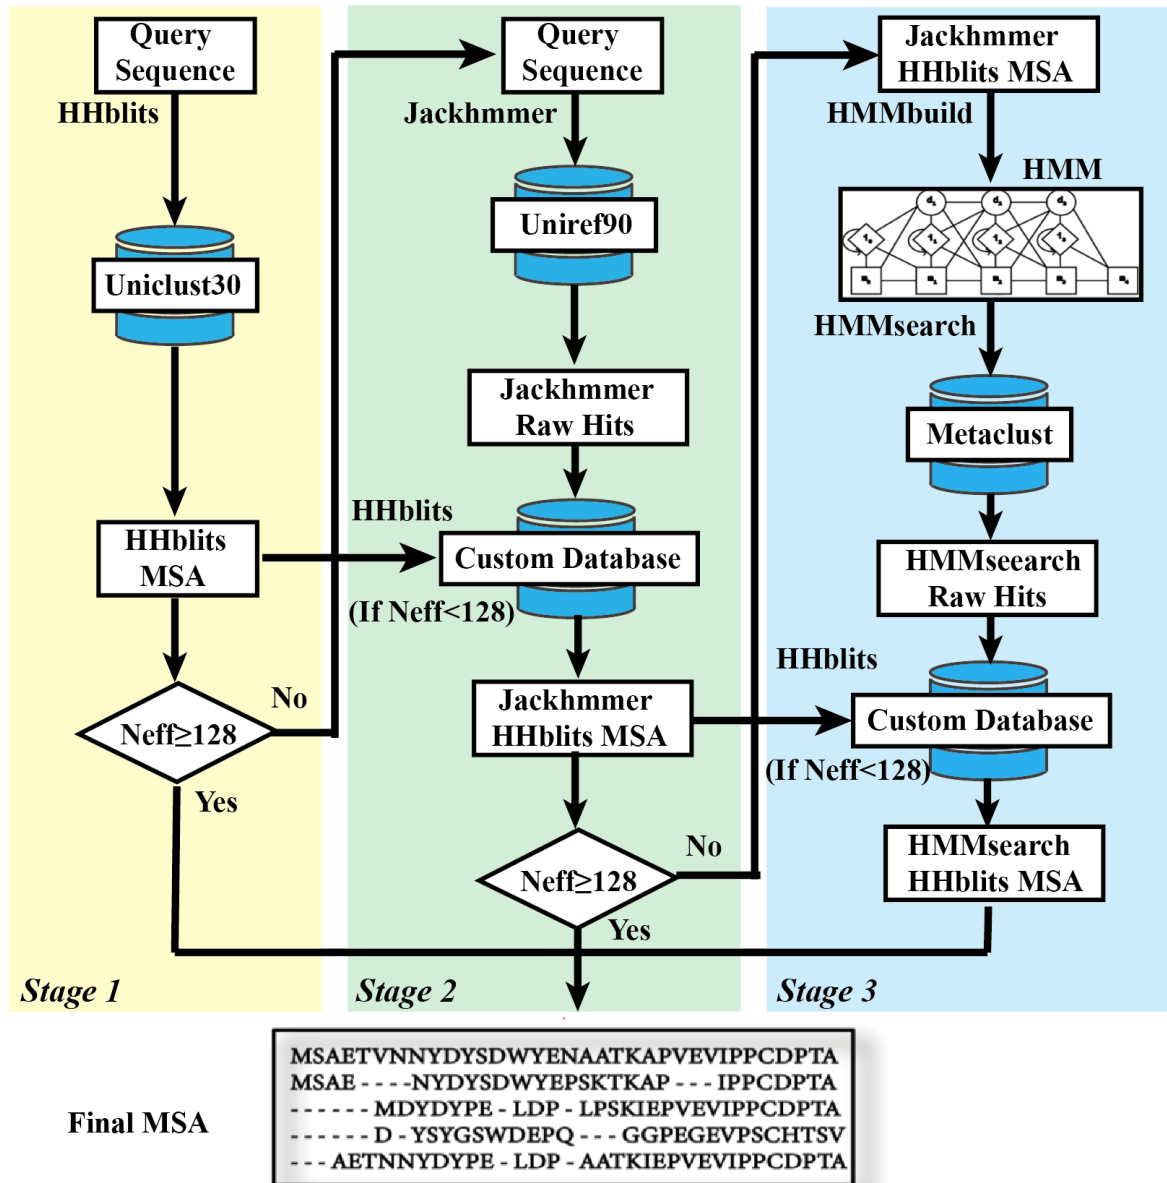 Query
Sequence
HHblits
Uniclust30
HHblits
MSA
Neff≥128
No
Yes
Stage 1
Query
Sequence
Jackhmmer
Uniref90
Jackhmmer
Raw Hits
HHblits
Custom Database
(If Neff<128)
Jackhmmer
HHblits MSA
Neff≥128
No
Yes
Stage 2
Jackhmmer
HHblits MSA
HMMbuild
HMM
HMMsearch
Metaclust
HMMseearch
Raw Hits
HHblits
Custom Database
(If Neff<128)
HMMsearch
HHblits MSA
Stage 3
Final MSA
MSAETVNNYDYSDWYENAATKAPVEVIPPCDPTA
MSAE - - - - NYDYSDWYEPSKTKAP - - - IPPCDPTA
- - - - - - MDYDYPE - LDP - LPSKIEPVEVIPPCDPTA
- - - - - - D - YSYGSWDEPQ - - - GGPEGEVPSCHTSV
- - - AETNNYDYPE - LDP - AATKIEPVEVIPPCDPTA